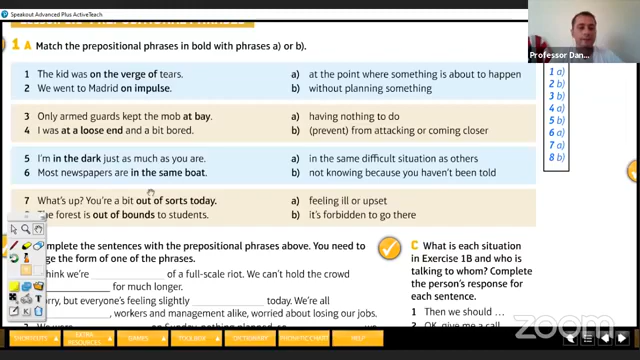 Speakout Advanced Plus ActiveTeach
1 A Match the prepositional phrases in bold with phrases a) or b).
1 The kid was on the verge of tears.
a) at the point where something is about to happen
2 We went to Madrid on impulse.
b) without planning something
3 Only armed guards kept the mob at bay.
a) having nothing to do
4 I was at a loose end and a bit bored.
b) (prevent) from attacking or coming closer
5 I'm in the dark just as much as you are.
a) in the same difficult situation as others
6 Most newspapers are in the same boat.
b) not knowing because you haven't been told
7 What's up? You're a bit out of sorts today.
a) feeling ill or upset
The forest is out of bounds to students.
b) it's forbidden to go there
Professor Dan...
1 a)
2 b)
3 b)
4 a)
5 b)
6 a)
7 a)
8 b)
mplete the sentences with the prepositional phrases above. You need to
ge the form of one of the phrases.
hink we're ________ of a full-scale riot. We can't hold the crowd
________ for much longer.
orry, but everyone's feeling slightly ________ today. We're all
________, workers and management alike, worried about losing our jobs.
C What is each situation
in Exercise 1B and who is
talking to whom? Complete
the person's response for
each sentence.
1 Then we should ...
2 OK, give me a call
zoom
SHORTCUTS
EXTRA RESOURCES
GAMES
TOOLBOX
DICTIONARY
PHONETIC CHART
HELP